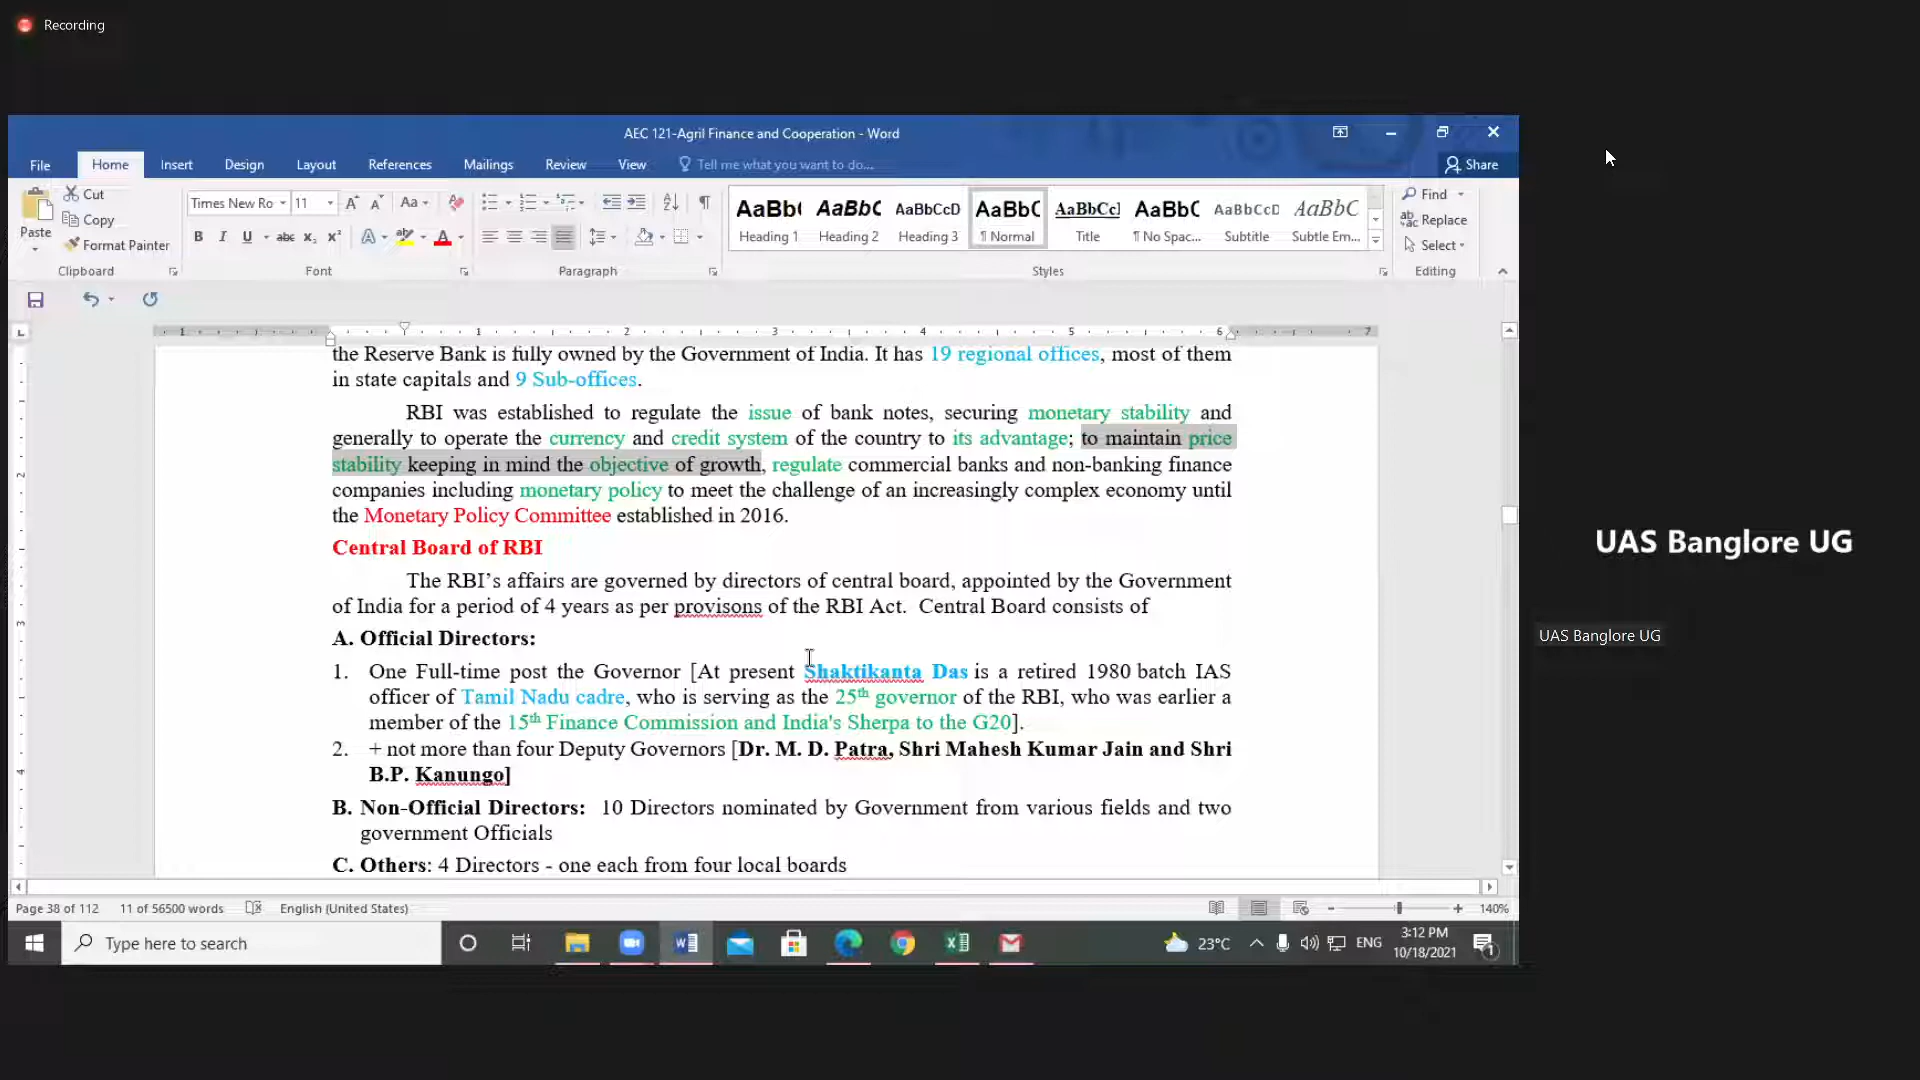 Recording
AEC 121-Agril Finance and Cooperation - Word
File Home Insert Design Layout References Mailings Review View Tell me what you want to do... Share
Paste Cut Copy Format Painter
Times New Ro 11
AaBb( AaBbC AaBbCcD AaBbC AaBbCcl AaBbC AaBbCcD AaBbC
Heading 1 Heading 2 Heading 3 ¶ Normal Title ¶ No Spac... Subtitle Subtle Em...
Find Replace Select
Clipboard Font Paragraph Styles Editing
the Reserve Bank is fully owned by the Government of India. It has 19 regional offices, most of them
in state capitals and 9 Sub-offices.
RBI was established to regulate the issue of bank notes, securing monetary stability and
generally to operate the currency and credit system of the country to its advantage; to maintain price
stability keeping in mind the objective of growth, regulate commercial banks and non-banking finance
companies including monetary policy to meet the challenge of an increasingly complex economy until
the Monetary Policy Committee established in 2016.
Central Board of RBI
The RBI's affairs are governed by directors of central board, appointed by the Government
of India for a period of 4 years as per provisons of the RBI Act. Central Board consists of
A. Official Directors:
1. One Full-time post the Governor [At present Shaktikanta Das is a retired 1980 batch IAS
officer of Tamil Nadu cadre, who is serving as the 25th governor of the RBI, who was earlier a
member of the 15th Finance Commission and India's Sherpa to the G20].
2. + not more than four Deputy Governors [Dr. M. D. Patra, Shri Mahesh Kumar Jain and Shri
B.P. Kanungo]
B. Non-Official Directors: 10 Directors nominated by Government from various fields and two
government Officials
C. Others: 4 Directors - one each from four local boards
Page 38 of 112 11 of 56500 words English (United States) 140%
Type here to search 23°C ENG 3:12 PM
10/18/2021
1
UAS Banglore UG
UAS Banglore UG